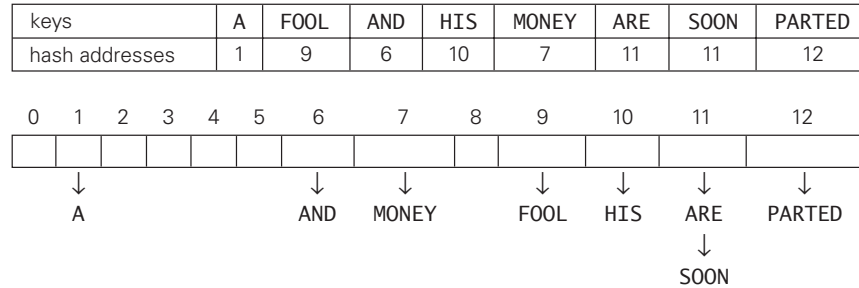 keys A FOOL AND HIS MONEY ARE SOON PARTED
hash addresses 1 9 6 10 7 11 11 12
0 1 2 3 4 5 6 7 8 9 10 11 12
↓ ↓ ↓ ↓ ↓ ↓ ↓
A AND MONEY FOOL HIS ARE PARTED
↓
SOON